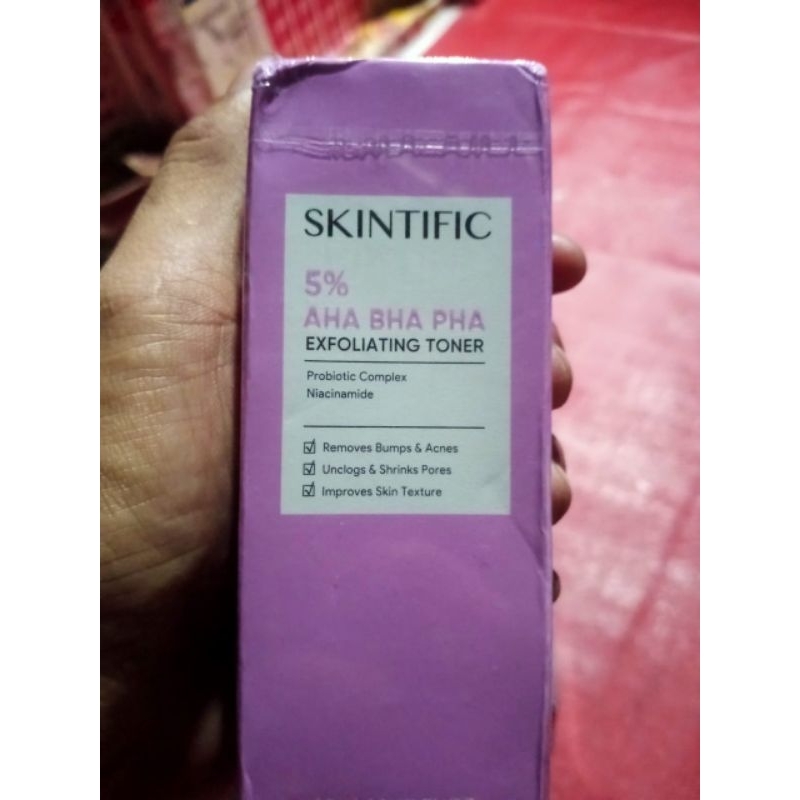 SKINTIFIC
5%
AHA BHA PHA
EXFOLIATING TONER
Probiotic Complex
Niacinamide
☑ Removes Bumps & Acnes
☑ Unclogs & Shrinks Pores
☑ Improves Skin Texture